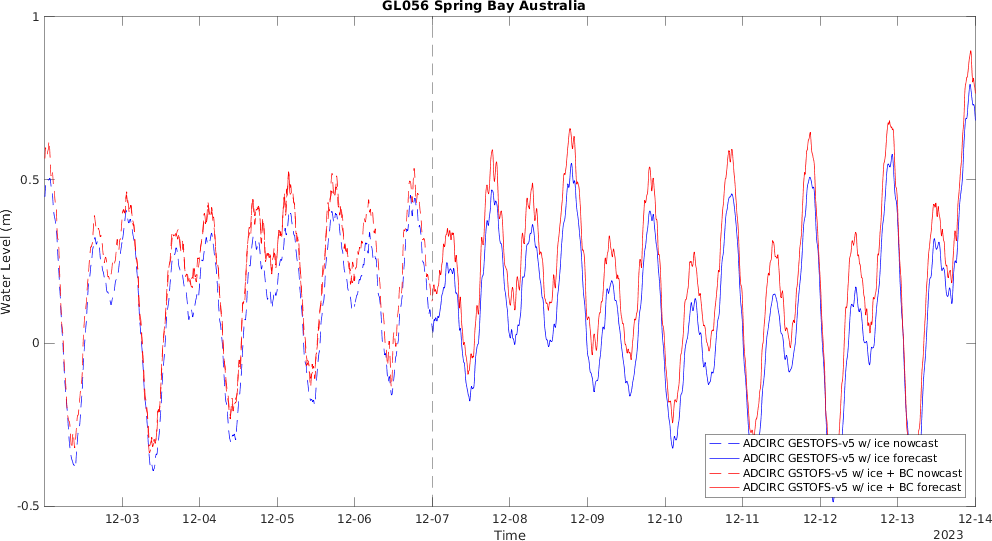 GL056 Spring Bay Australia
1
0.5
0
-0.5
Water Level (m)
ADCIRC GESTOFS-v5 w/ ice nowcast
ADCIRC GESTOFS-v5 w/ ice forecast
ADCIRC GSTOFS-v5 w/ ice + BC nowcast
ADCIRC GSTOFS-v5 w/ ice + BC forecast
12-03 12-04 12-05 12-06 12-07 12-08 12-09 12-10 12-11 12-12 12-13 12-14
Time
2023